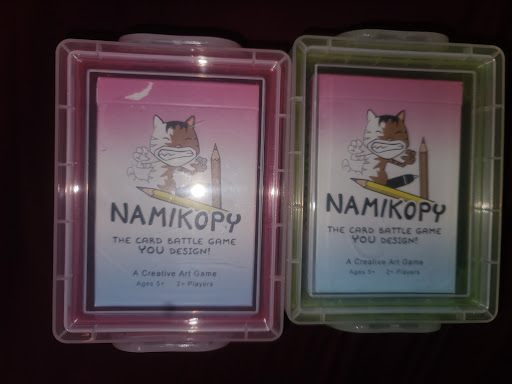 NAMIKOPY
THE CARD BATTLE GAME
YOU DESIGN!
A Creative Art Game
Ages 5+ 2+ Players
NAMIKOPY
THE CARD BATTLE GAME
YOU DESIGN!
A Creative Art Game
Ages 5+ 2+ Players